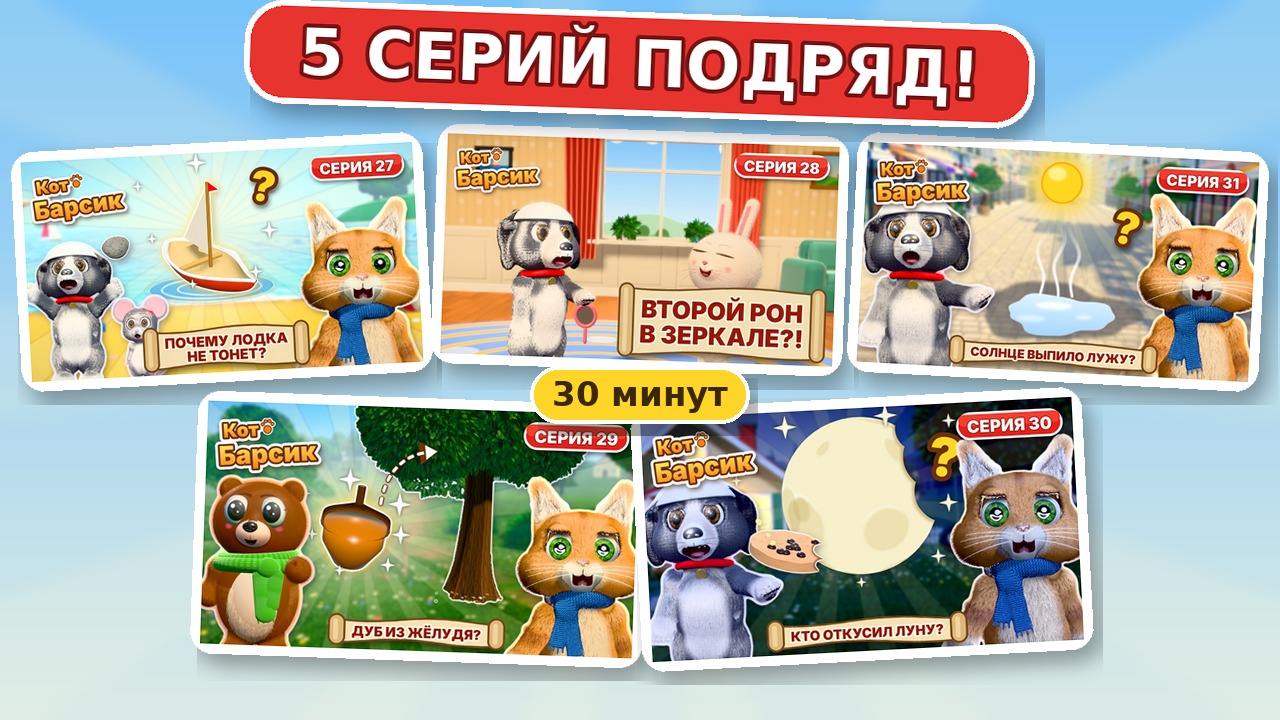 5 СЕРИЙ ПОДРЯД!
Кот
Барсик
СЕРИЯ 27
ПОЧЕМУ ЛОДКА
НЕ ТОНЕТ?
Кот
Барсик
СЕРИЯ 28
ВТОРОЙ РОН
В ЗЕРКАЛЕ?!
Кот
Барсик
СЕРИЯ 31
СОЛНЦЕ ВЫПИЛО ЛУЖУ?
30 минут
Кот
Барсик
СЕРИЯ 29
ДУБ ИЗ ЖЁЛУДЯ?
Кот
Барсик
СЕРИЯ 30
КТО ОТКУСИЛ ЛУНУ?